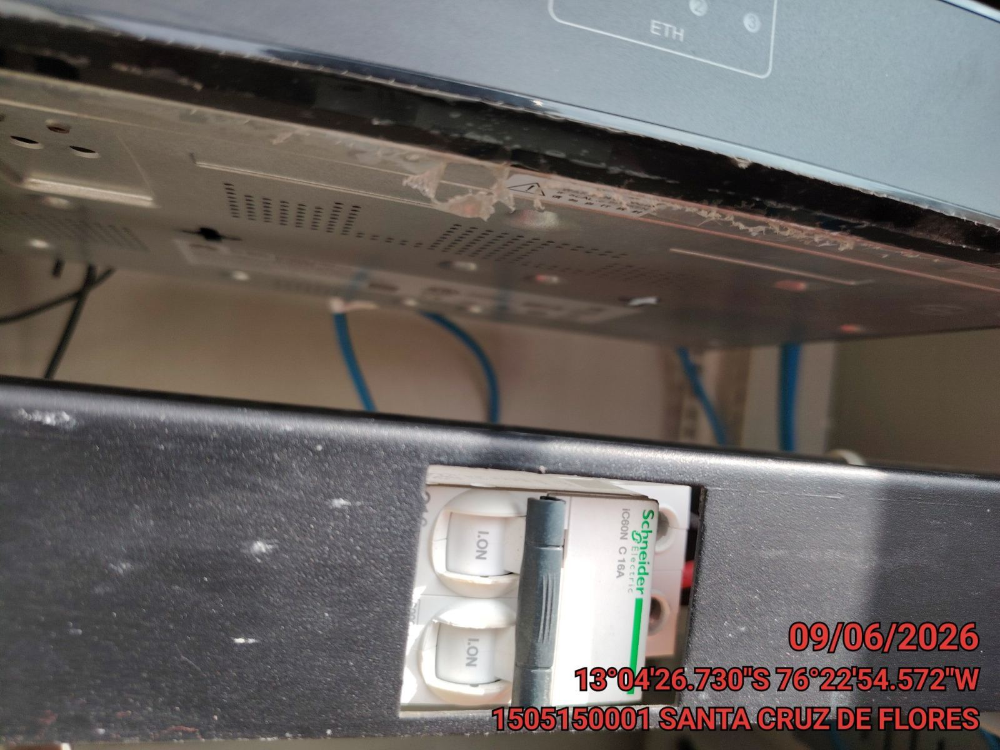 2
3
ETH
I.ON
I.ON
Schneider
Electric
iC60N C16A
09/06/2026
13°04'26.730"S 76°22'54.572"W
1505150001 SANTA CRUZ DE FLORES